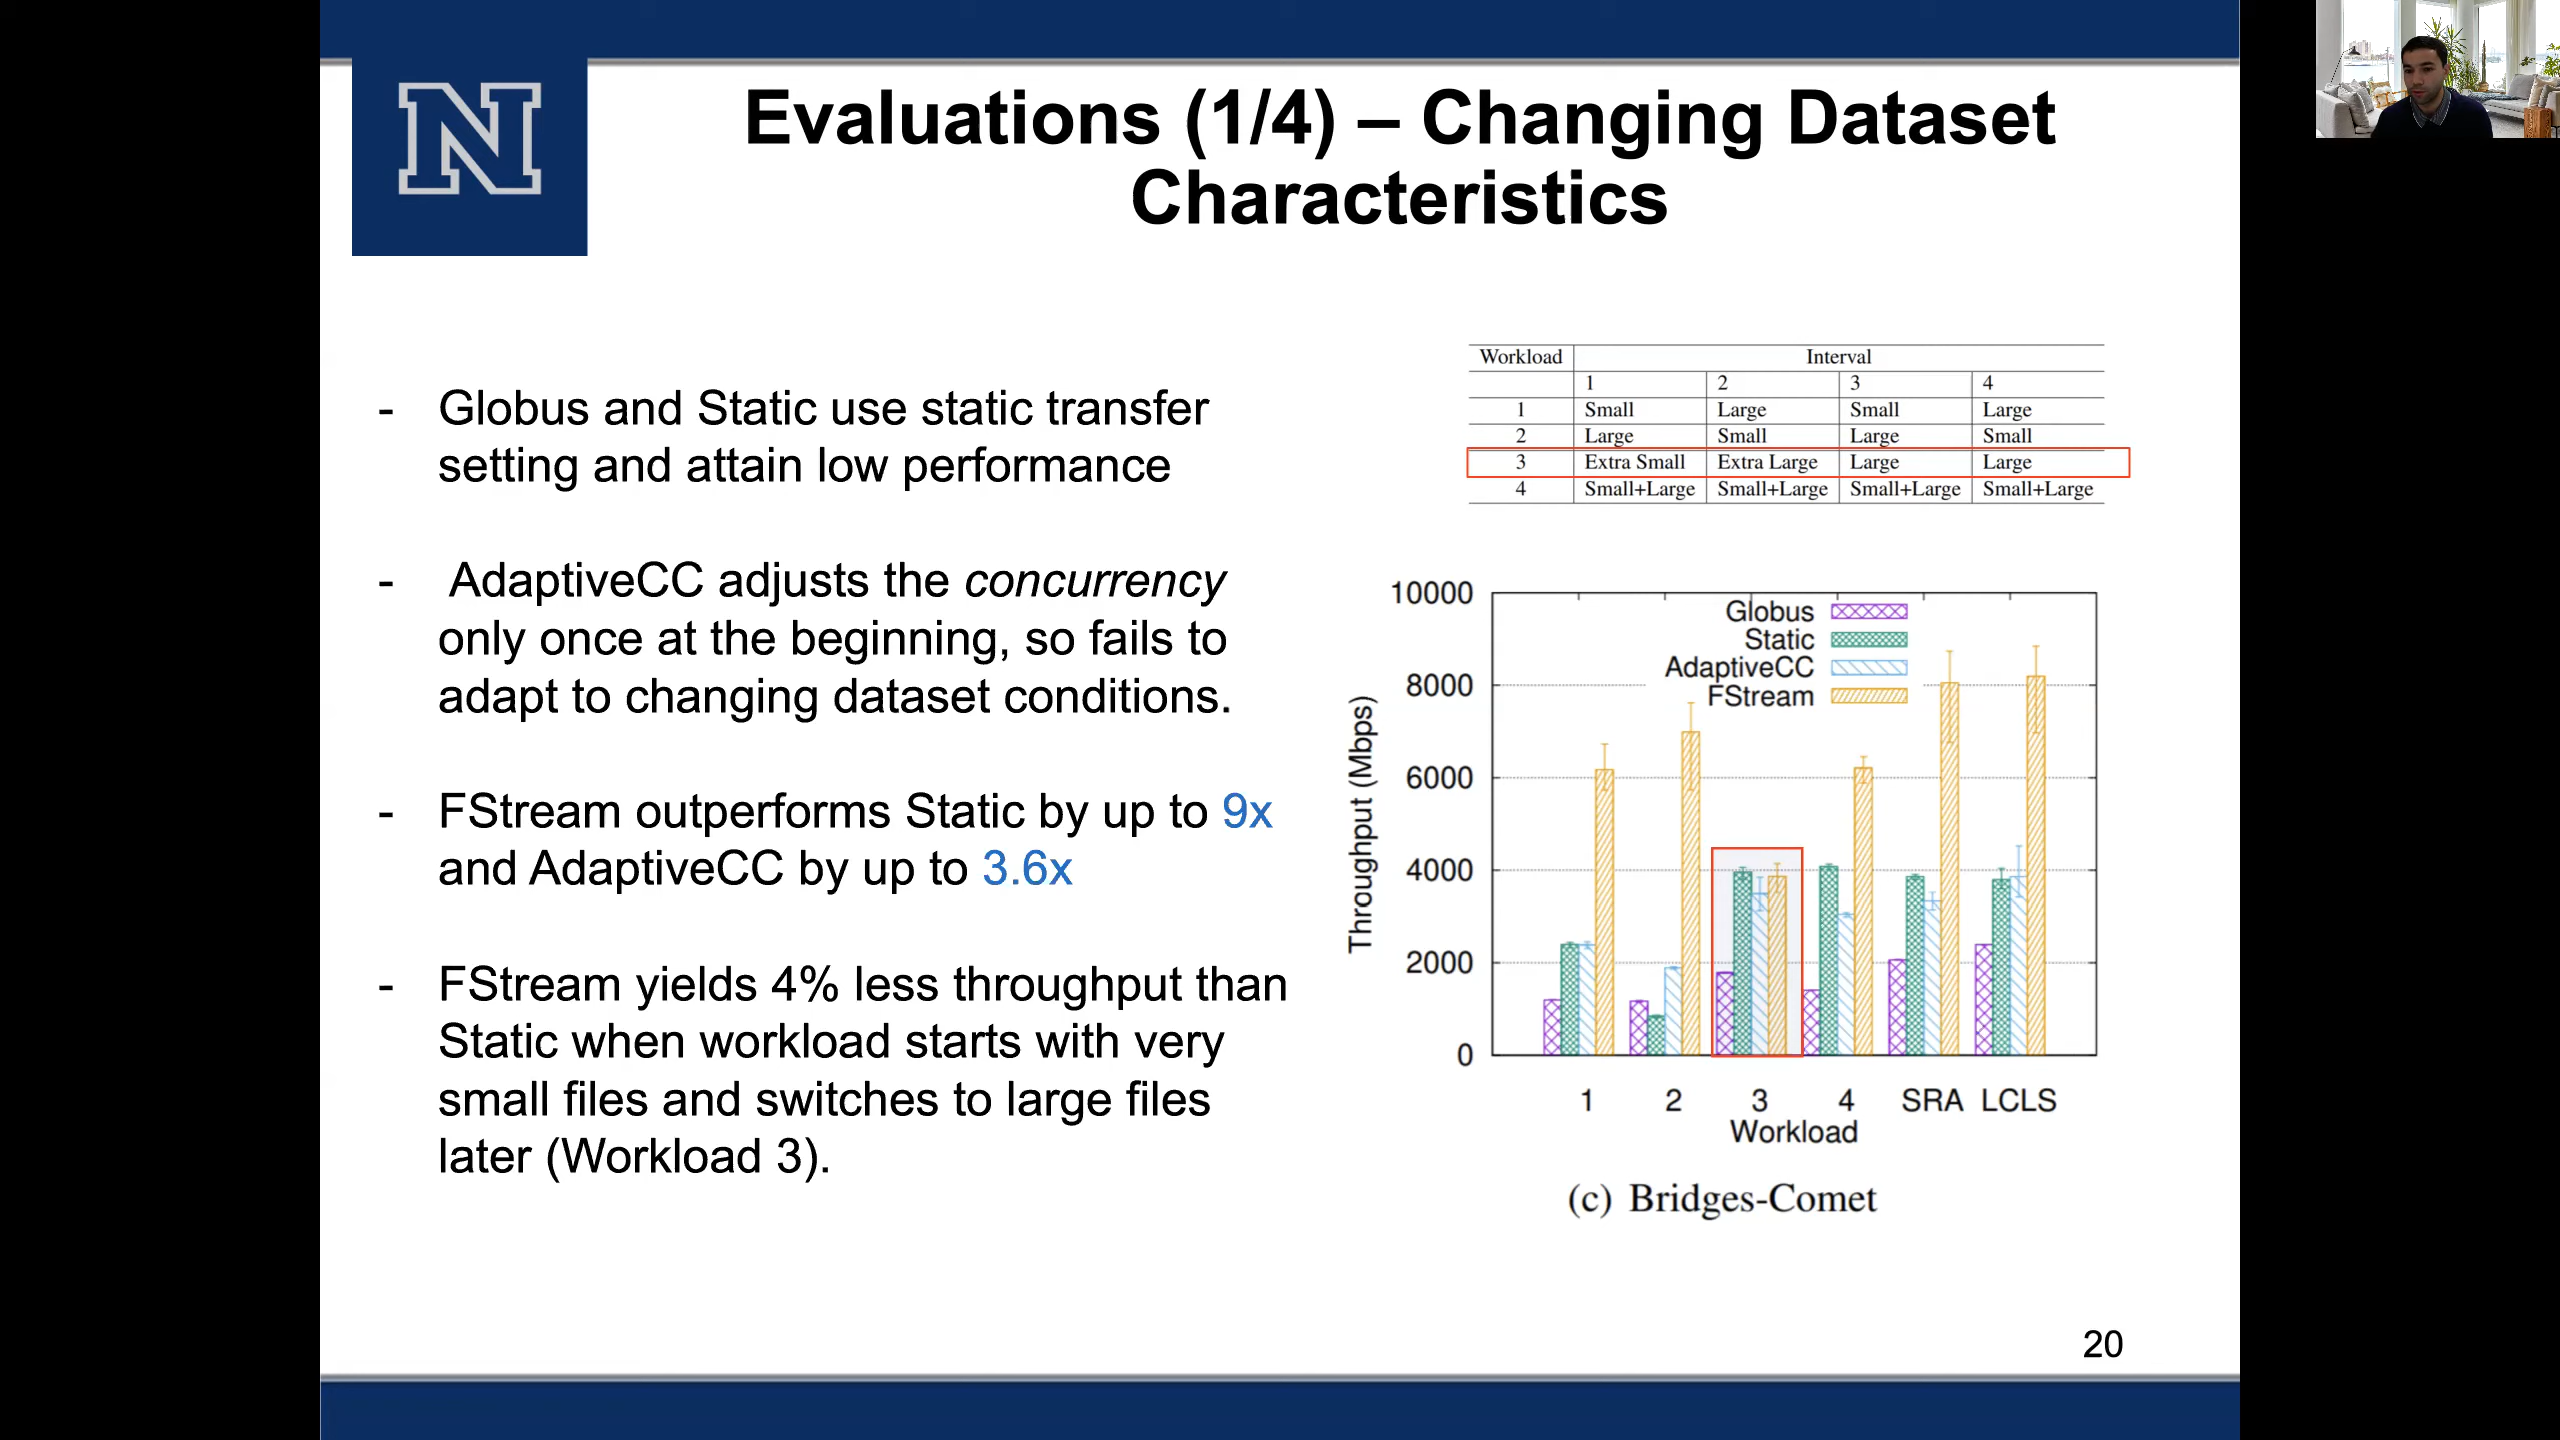 N
Evaluations (1/4) – Changing Dataset
Characteristics
- Globus and Static use static transfer
setting and attain low performance
- AdaptiveCC adjusts the concurrency
only once at the beginning, so fails to
adapt to changing dataset conditions.
- FStream outperforms Static by up to 9x
and AdaptiveCC by up to 3.6x
- FStream yields 4% less throughput than
Static when workload starts with very
small files and switches to large files
later (Workload 3).
Workload Interval
1 2 3 4
1 Small Large Small Large
2 Large Small Large Small
3 Extra Small Extra Large Large Large
4 Small+Large Small+Large Small+Large Small+Large
10000
8000
6000
4000
2000
0
Throughput (Mbps)
Globus
Static
AdaptiveCC
FStream
1 2 3 4 SRA LCLS
Workload
(c) Bridges-Comet
20